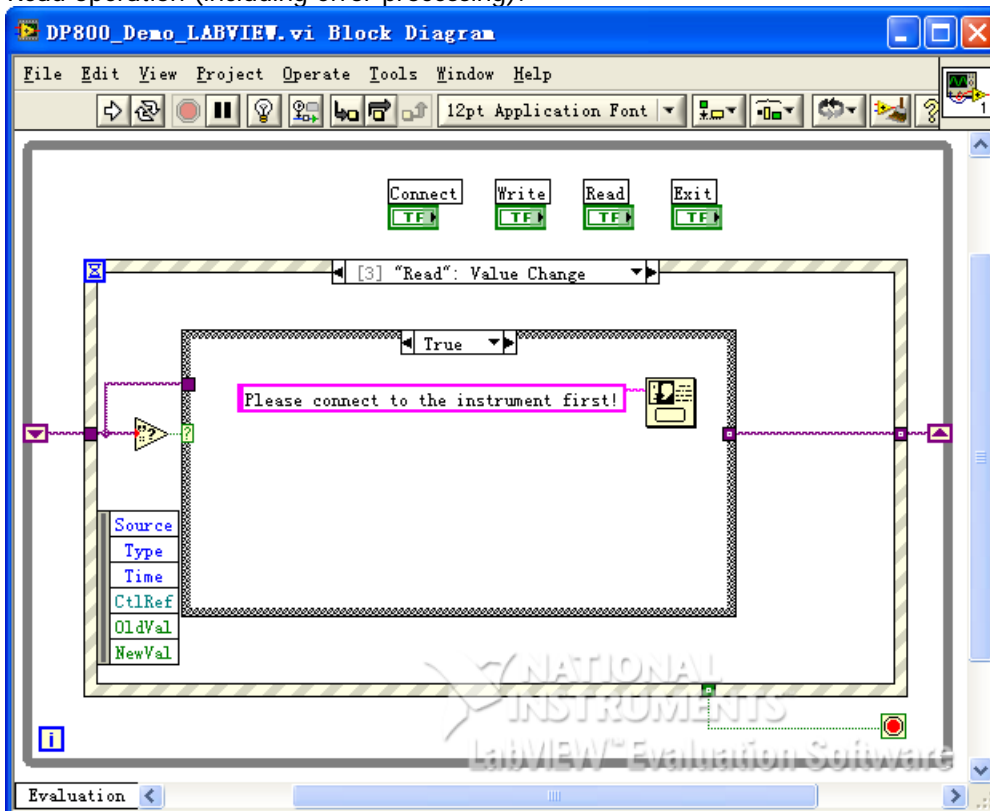 Read operation (including error processing):
DP800_Demo_LABVIEW.vi Block Diagram
File Edit View Project Operate Tools Window Help
12pt Application Font
1
Connect Write Read Exit
TF TF TF TF
[3] "Read": Value Change
True
Please connect to the instrument first!
?
?
Source
Type
Time
CtlRef
OldVal
NewVal
NATIONAL
INSTRUMENTS
i
LabVIEW™ Evaluation Software
Evaluation